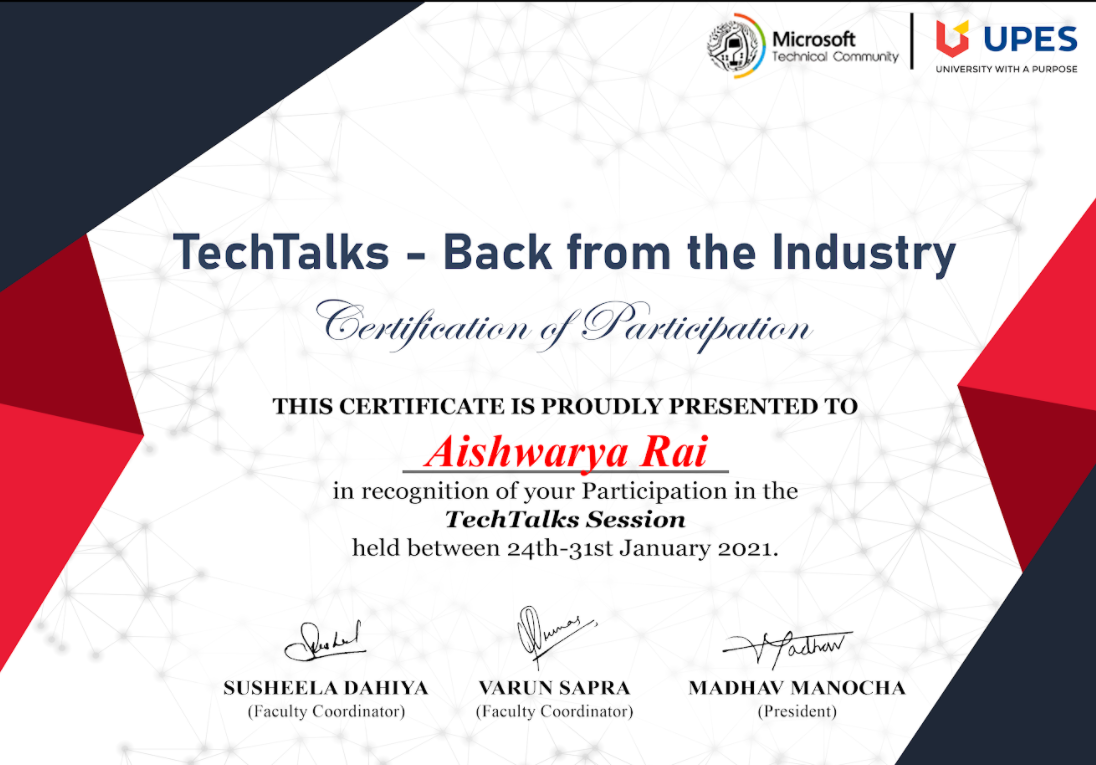 Microsoft
Technical Community
UPES
UNIVERSITY WITH A PURPOSE
TechTalks - Back from the Industry
Certification of Participation
THIS CERTIFICATE IS PROUDLY PRESENTED TO
Aishwarya Rai
in recognition of your Participation in the
TechTalks Session
held between 24th-31st January 2021.
SUSHEELA DAHIYA
VARUN SAPRA
MADHAV MANOCHA
(Faculty Coordinator)
(Faculty Coordinator)
(President)